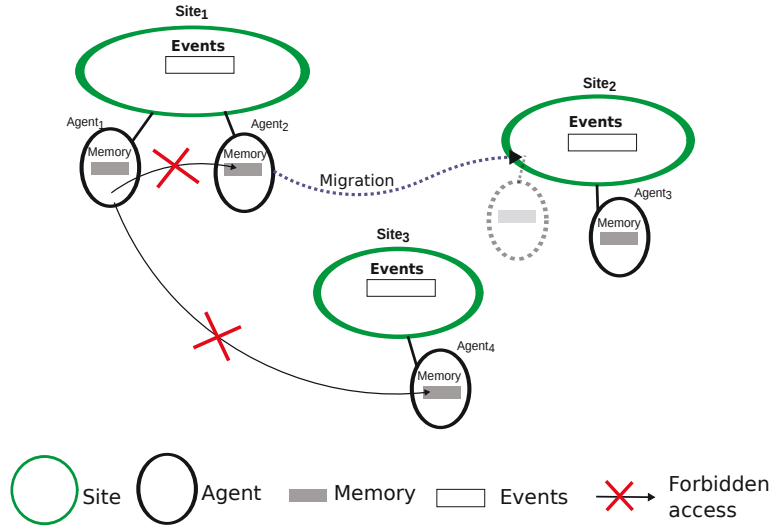 Site1
Events
Agent1
Agent2
Memory
Memory
Migration
Site2
Events
Agent3
Memory
Site3
Events
Agent4
Memory
Site
Agent
Memory
Events
Forbidden
access